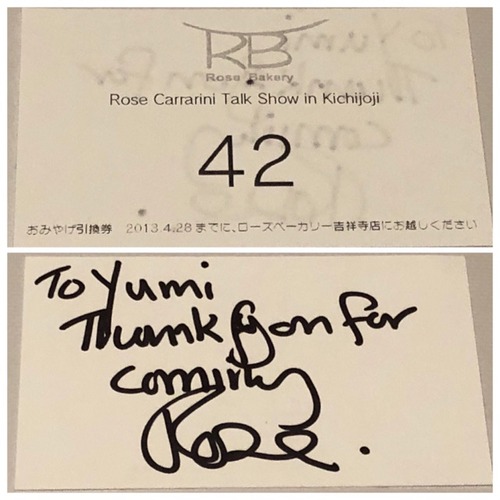 RB
Rose Bakery
Rose Carrarini Talk Show in Kichijoji
42
おみやげ引換券 2013.4.28までに、ローズベーカリー吉祥寺店にお越しください
To Yumi
Thank you for
coming
Rose.